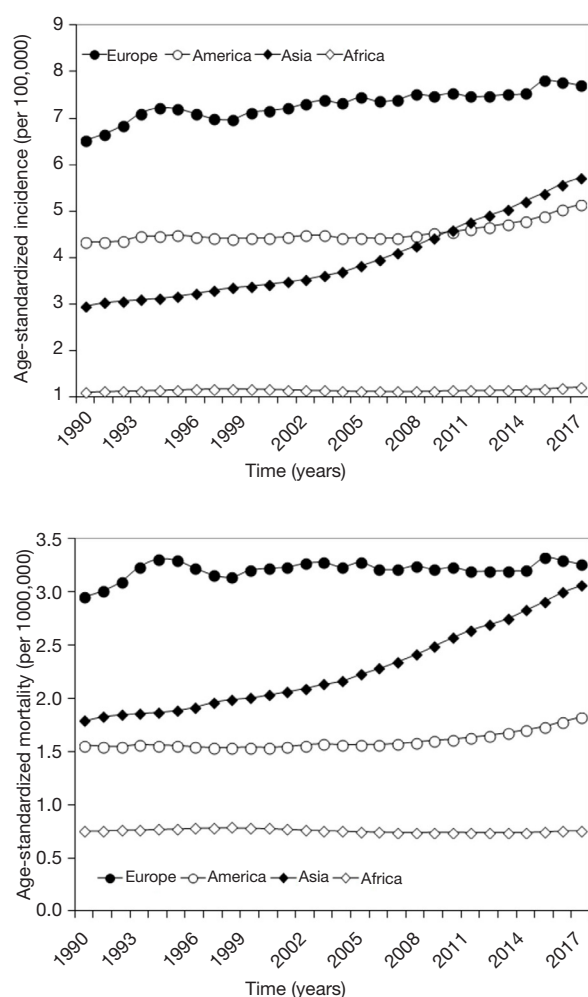 Age-standardized incidence (per 100,000)
9
8
7
6
5
4
3
2
1
Europe America Asia Africa
1990 1993 1996 1999 2002 2005 2008 2011 2014 2017
Time (years)
Age-standardized mortality (per 1000,000)
3.5
3.0
2.5
2.0
1.5
1.0
0.5
0.0
Europe America Asia Africa
1990 1993 1996 1999 2002 2005 2008 2011 2014 2017
Time (years)